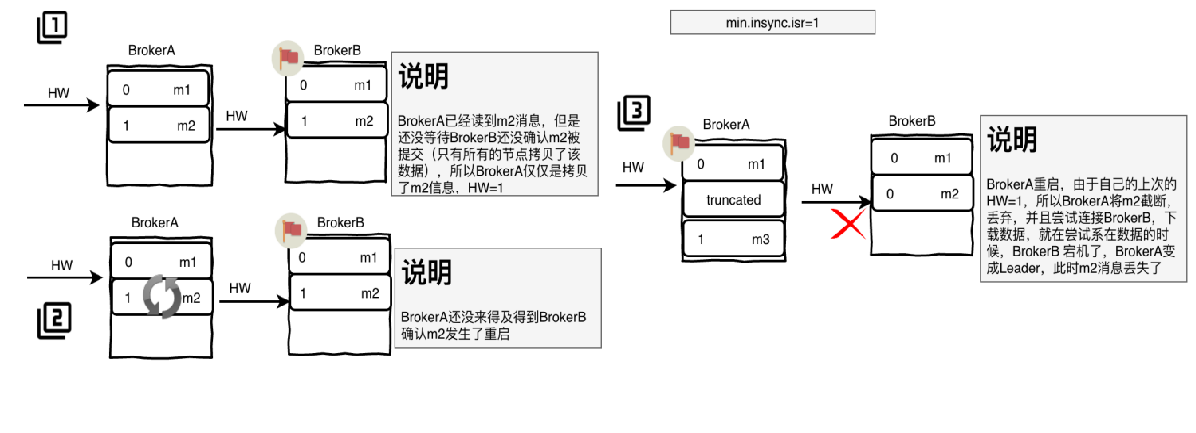 1
BrokerA
BrokerB
HW
0 m1
1 m2
HW
0 m1
1 m2
说明
BrokerA已经读到m2消息，但是
还没等待BrokerB还没确认m2被
提交（只有所有的节点拷贝了该
数据），所以BrokerA仅仅是拷贝
了m2信息，HW=1
2
BrokerA
BrokerB
HW
0 m1
1 m2
HW
0 m1
1 m2
说明
BrokerA还没来得及得到BrokerB
确认m2发生了重启
min.insync.isr=1
3
BrokerA
BrokerB
HW
0 m1
truncated
1 m3
HW
0 m1
0 m2
说明
BrokerA重启，由于自己的上次的
HW=1，所以BrokerA将m2截断，
丢弃，并且尝试连接BrokerB，下
载数据，就在尝试系在数据的时
候，BrokerB 宕机了，BrokerA变
成Leader，此时m2消息丢失了